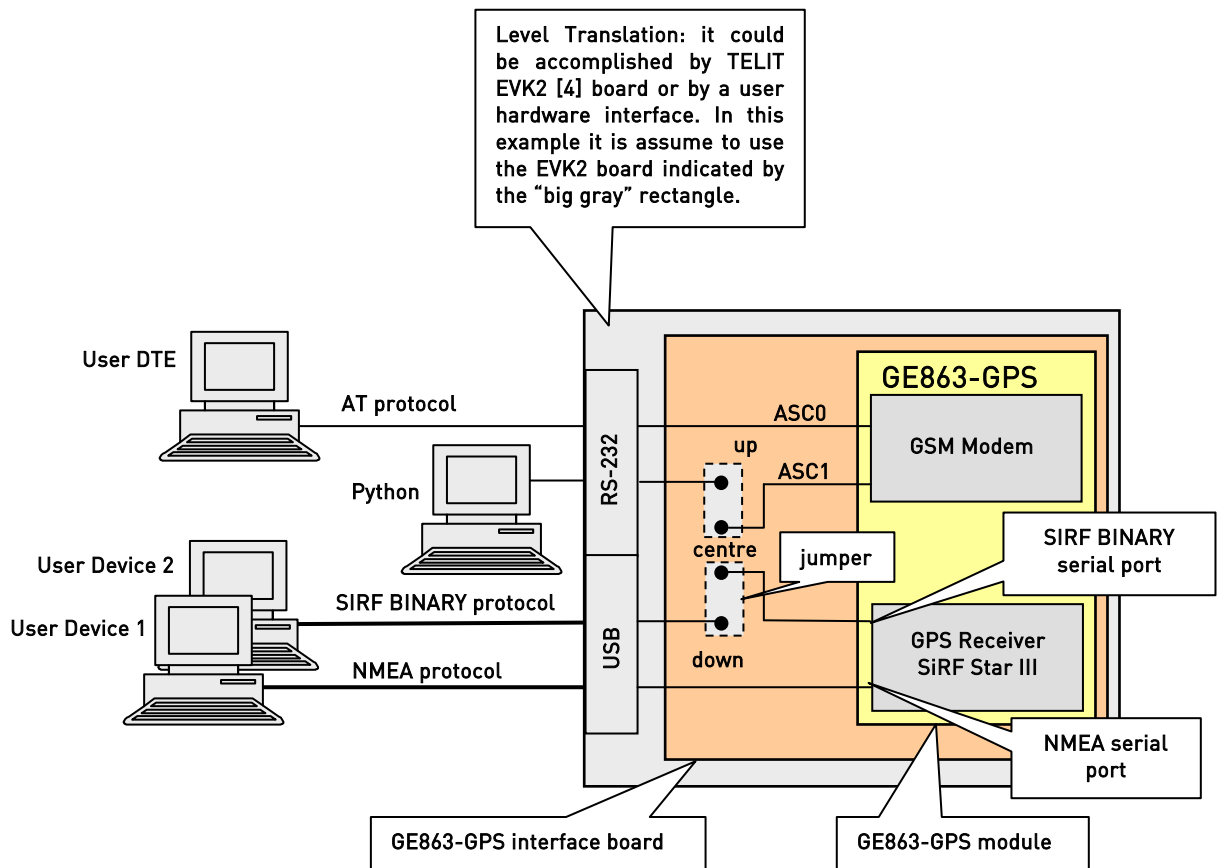 Level Translation: it could
be accomplished by TELIT
EVK2 [4] board or by a user
hardware interface. In this
example it is assume to use
the EVK2 board indicated by
the “big gray” rectangle.
User DTE
AT protocol
Python
User Device 2
SIRF BINARY protocol
User Device 1
NMEA protocol
RS-232
USB
up
centre
down
jumper
ASC0
ASC1
GE863-GPS
GSM Modem
SIRF BINARY
serial port
GPS Receiver
SiRF Star III
NMEA serial
port
GE863-GPS interface board
GE863-GPS module